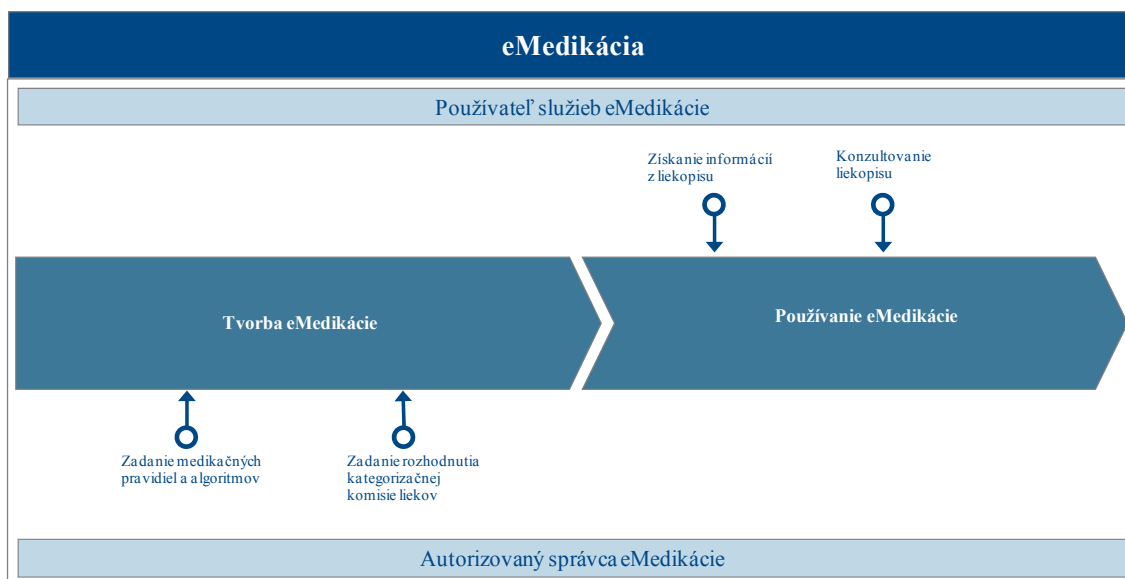 eMedikácia
Používateľ služieb eMedikácie
Získanie informácií
z liekopisu
Konzultovanie
liekopisu
Tvorba eMedikácie
Používanie eMedikácie
Zadanie medikačných
pravidiel a algoritmov
Zadanie rozhodnutia
kategorizačnej
komisie liekov
Autorizovaný správca eMedikácie